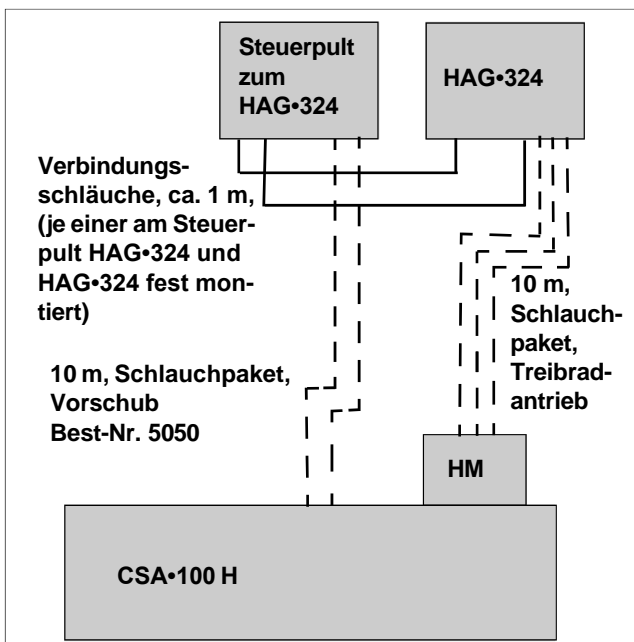 Steuerpult
zum
HAG•324
HAG•324
Verbindungs-
schläuche, ca. 1 m,
(je einer am Steuer-
pult HAG•324 und
HAG•324 fest mon-
tiert)
10 m,
Schlauch-
paket,
Treibrad-
antrieb
10 m, Schlauchpaket,
Vorschub
Best-Nr. 5050
HM
CSA•100 H